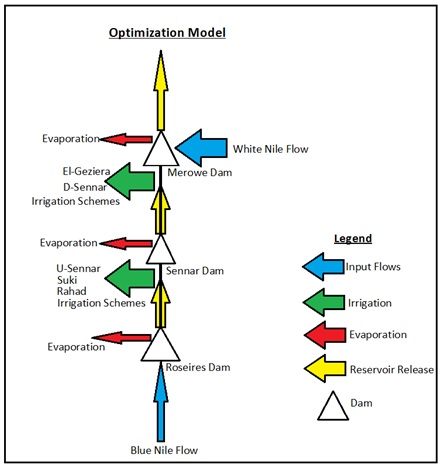 Optimization Model
Evaporation
White Nile Flow
El-Geziera
Merowe Dam
D-Sennar
Irrigation Schemes
Evaporation
U-Sennar
Sennar Dam
Suki
Rahad
Irrigation Schemes
Evaporation
Roseires Dam
Blue Nile Flow
Legend
Input Flows
Irrigation
Evaporation
Reservoir Release
Dam